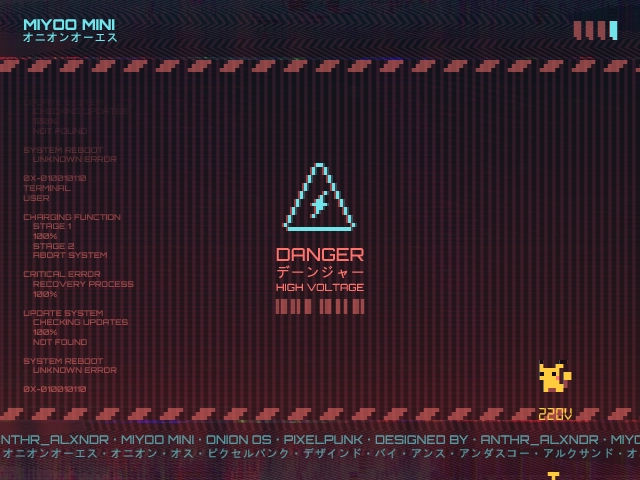 MIYOO MINI
オニオンオーエス
NOT FOUND
SYSTEM REBOOT
UNKNOWN ERROR
0X-010010110
TERMINAL
USER
CHARGING FUNCTION
STAGE 1
100%
STAGE 2
ABORT SYSTEM
CRITICAL ERROR
RECOVERY PROCESS
100%
UPDATE SYSTEM
CHECKING UPDATES
100%
NOT FOUND
SYSTEM REBOOT
UNKNOWN ERROR
0X-010010110
DANGER
デーンジャー
HIGH VOLTAGE
220V
NTHR_ALXNDR · MIYOO MINI · ONION OS · PIXELPUNK · DESIGNED BY · ANTHR_ALXNDR · MIYO
オニオンオーエス・オニオン・オス・ピクセルパンク・デザインド・バイ・アンス・アンダスコー・アルクサンド・オ